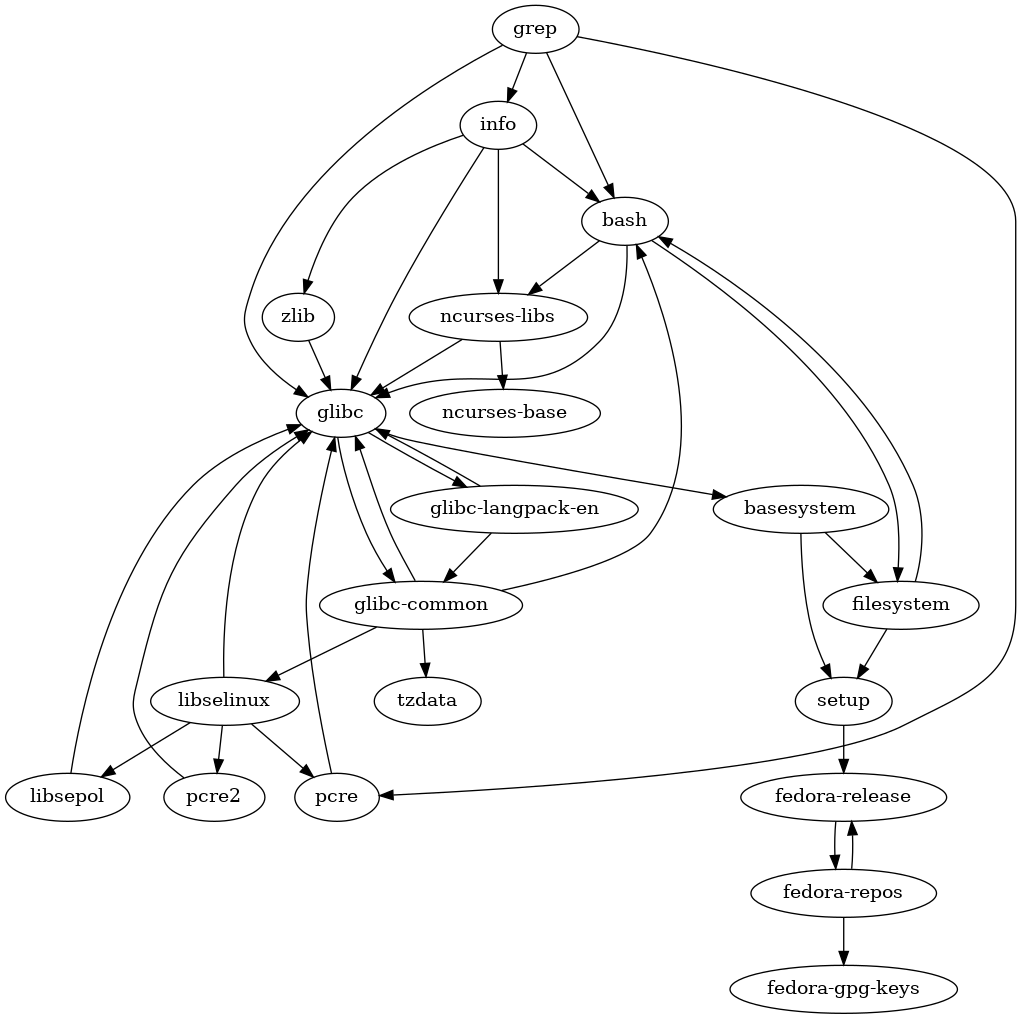 grep
info
bash
zlib
ncurses-libs
glibc
ncurses-base
glibc-langpack-en
basesystem
glibc-common
filesystem
libselinux
tzdata
setup
libsepol
pcre2
pcre
fedora-release
fedora-repos
fedora-gpg-keys